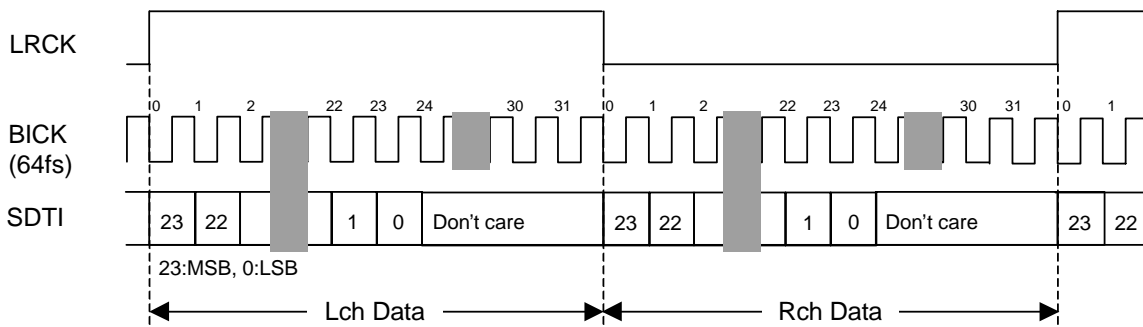 LRCK
0 1 2 22 23 24 30 31 0 1 2 22 23 24 30 31 0 1
BICK
(64fs)
SDTI 23 22 1 0 Don't care 23 22 1 0 Don't care 23 22
23:MSB, 0:LSB
Lch Data Rch Data